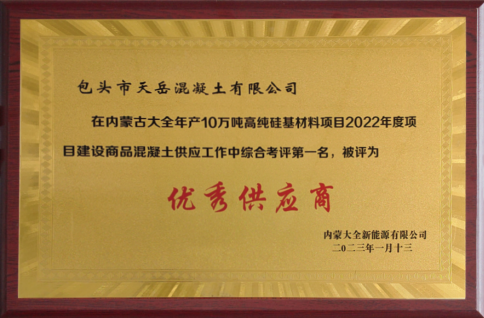 包头市天岳混凝土有限公司
在内蒙古大全年产10万吨高纯硅基材料项目2022年度项
目建设商品混凝土供应工作中综合考评第一名，被评为
优秀供应商
内蒙大全新能源有限公司
二〇二三年一月十三